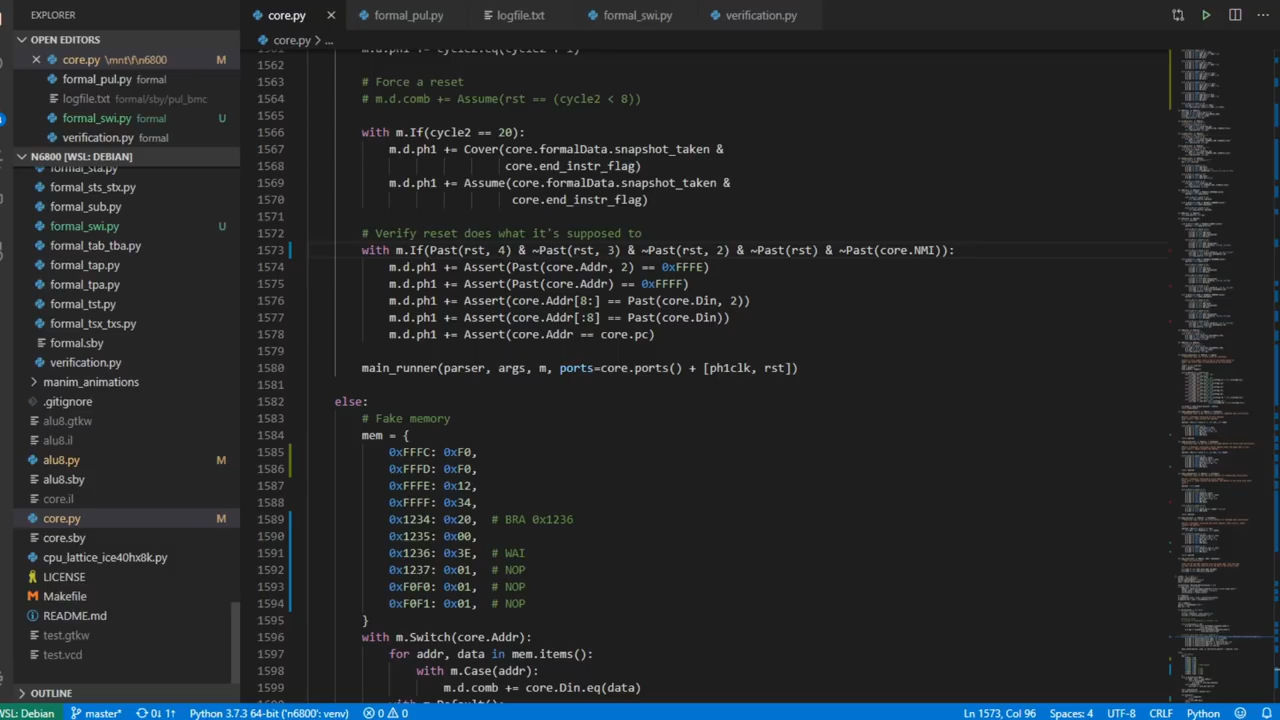 EXPLORER
core.py
formal_pul.py
logfile.txt
formal_swi.py
verification.py
OPEN EDITORS
core.py > ...
core.py \mnt\f\n6800 M
formal_pul.py formal
logfile.txt formal/sby/pul_bmc
formal_swi.py formal U
verification.py formal
N6800 [WSL: DEBIAN]
formal_sts_stx.py
formal_sub.py
formal_swi.py U
formal_tab_tba.py
formal_tap.py
formal_tpa.py
formal_tst.py
formal_tsx_txs.py
formal.sby
verification.py
manim_animations
.gitignore
alu8.gtkw
alu8.il
alu8.py M
alu8.sby
core.il
core.py M
cpu_lattice_ice40hx8k.py
LICENSE
Makefile
README.md
test.gtkw
test.vcd
OUTLINE
1562
1563 # Force a reset
1564 # m.d.comb += Assume(rst == (cycle2 < 8))
1565
1566 with m.If(cycle2 == 20):
1567 m.d.ph1 += Cover(core.formalData.snapshot_taken &
1568 core.end_instr_flag)
1569 m.d.ph1 += Assume(core.formalData.snapshot_taken &
1570 core.end_instr_flag)
1571
1572 # Verify reset does what it's supposed to
1573 with m.If(Past(rst, 4) & ~Past(rst, 3) & ~Past(rst, 2) & ~Past(rst) & ~Past(core.NMI)):
1574 m.d.ph1 += Assert(Past(core.Addr, 2) == 0xFFFE)
1575 m.d.ph1 += Assert(Past(core.Addr) == 0xFFFF)
1576 m.d.ph1 += Assert(core.Addr[8:] == Past(core.Din, 2))
1577 m.d.ph1 += Assert(core.Addr[:8] == Past(core.Din))
1578 m.d.ph1 += Assert(core.Addr == core.pc)
1579
1580 main_runner(parser, args, m, ports=core.ports() + [ph1clk, rst])
1581
1582 else:
1583 # Fake memory
1584 mem = {
1585 0xFFFC: 0xF0,
1586 0xFFFD: 0xF0,
1587 0xFFFE: 0x12,
1588 0xFFFF: 0x34,
1589 0x1234: 0x20, # BRA 0x1236
1590 0x1235: 0x00,
1591 0x1236: 0x3E, # WAI
1592 0x1237: 0x01, # NOP
1593 0xF0F0: 0x01, # NOP
1594 0xF0F1: 0x01, # NOP
1595 }
1596 with m.Switch(core.Addr):
1597 for addr, data in mem.items():
1598 with m.Case(addr):
1599 m.d.comb += core.Din.eq(data)
WSL: Debian master* 0↓ 1↑ Python 3.7.3 64-bit ('n6800': venv) 0 0 Ln 1573, Col 96 Spaces: 4 UTF-8 CRLF Python